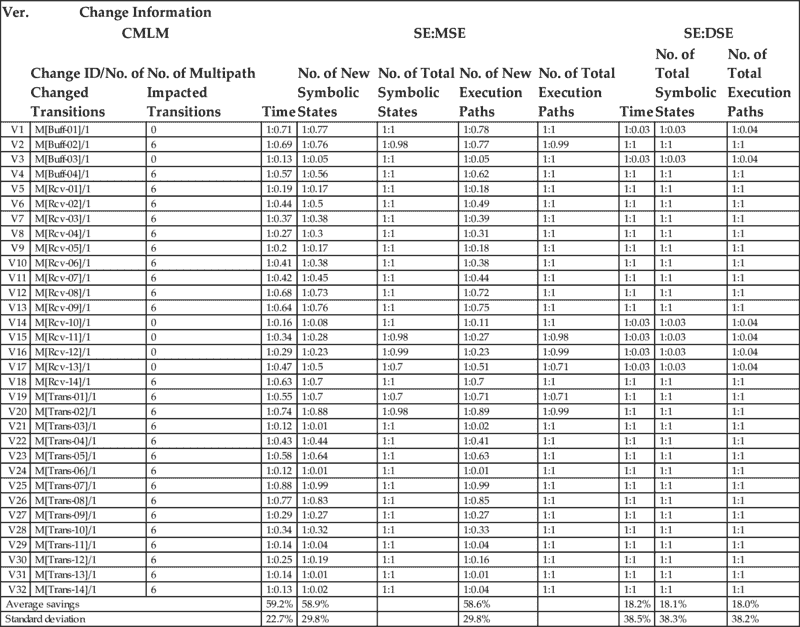 Ver. Change Information
CMLM SE:MSE SE:DSE
No. of No. of
Change ID/No. of No. of Multipath No. of New No. of Total No. of New No. of Total Total Total
Changed Impacted Symbolic Symbolic Execution Execution Symbolic Execution
Transitions Transitions Time States States Paths Paths Time States Paths
V1 M[Buff-01]/1 0 1:0.71 1:0.77 1:1 1:0.78 1:1 1:0.03 1:0.03 1:0.04
V2 M[Buff-02]/1 6 1:0.69 1:0.76 1:0.98 1:0.77 1:0.99 1:1 1:1 1:1
V3 M[Buff-03]/1 0 1:0.13 1:0.05 1:1 1:0.05 1:1 1:0.03 1:0.03 1:0.04
V4 M[Buff-04]/1 6 1:0.57 1:0.56 1:1 1:0.62 1:1 1:1 1:1 1:1
V5 M[Rcv-01]/1 6 1:0.19 1:0.17 1:1 1:0.18 1:1 1:1 1:1 1:1
V6 M[Rcv-02]/1 6 1:0.44 1:0.5 1:1 1:0.49 1:1 1:1 1:1 1:1
V7 M[Rcv-03]/1 6 1:0.37 1:0.38 1:1 1:0.39 1:1 1:1 1:1 1:1
V8 M[Rcv-04]/1 6 1:0.27 1:0.3 1:1 1:0.31 1:1 1:1 1:1 1:1
V9 M[Rcv-05]/1 6 1:0.2 1:0.17 1:1 1:0.18 1:1 1:1 1:1 1:1
V10 M[Rcv-06]/1 6 1:0.41 1:0.38 1:1 1:0.38 1:1 1:1 1:1 1:1
V11 M[Rcv-07]/1 6 1:0.42 1:0.45 1:1 1:0.44 1:1 1:1 1:1 1:1
V12 M[Rcv-08]/1 6 1:0.68 1:0.73 1:1 1:0.72 1:1 1:1 1:1 1:1
V13 M[Rcv-09]/1 6 1:0.64 1:0.76 1:1 1:0.75 1:1 1:1 1:1 1:1
V14 M[Rcv-10]/1 0 1:0.16 1:0.08 1:1 1:0.11 1:1 1:0.03 1:0.03 1:0.04
V15 M[Rcv-11]/1 0 1:0.34 1:0.28 1:0.98 1:0.27 1:0.98 1:0.03 1:0.03 1:0.04
V16 M[Rcv-12]/1 0 1:0.29 1:0.23 1:0.99 1:0.23 1:0.99 1:0.03 1:0.03 1:0.04
V17 M[Rcv-13]/1 0 1:0.47 1:0.5 1:0.7 1:0.51 1:0.71 1:0.03 1:0.03 1:0.04
V18 M[Rcv-14]/1 6 1:0.63 1:0.7 1:1 1:0.7 1:1 1:1 1:1 1:1
V19 M[Trans-01]/1 6 1:0.55 1:0.7 1:0.7 1:0.71 1:0.71 1:1 1:1 1:1
V20 M[Trans-02]/1 6 1:0.74 1:0.88 1:0.98 1:0.89 1:0.99 1:1 1:1 1:1
V21 M[Trans-03]/1 6 1:0.12 1:0.01 1:1 1:0.02 1:1 1:1 1:1 1:1
V22 M[Trans-04]/1 6 1:0.43 1:0.44 1:1 1:0.41 1:1 1:1 1:1 1:1
V23 M[Trans-05]/1 6 1:0.58 1:0.64 1:1 1:0.63 1:1 1:1 1:1 1:1
V24 M[Trans-06]/1 6 1:0.12 1:0.01 1:1 1:0.01 1:1 1:1 1:1 1:1
V25 M[Trans-07]/1 6 1:0.88 1:0.99 1:1 1:0.99 1:1 1:1 1:1 1:1
V26 M[Trans-08]/1 6 1:0.77 1:0.83 1:1 1:0.85 1:1 1:1 1:1 1:1
V27 M[Trans-09]/1 6 1:0.29 1:0.27 1:1 1:0.27 1:1 1:1 1:1 1:1
V28 M[Trans-10]/1 6 1:0.34 1:0.32 1:1 1:0.33 1:1 1:1 1:1 1:1
V29 M[Trans-11]/1 6 1:0.14 1:0.04 1:1 1:0.04 1:1 1:1 1:1 1:1
V30 M[Trans-12]/1 6 1:0.25 1:0.19 1:1 1:0.16 1:1 1:1 1:1 1:1
V31 M[Trans-13]/1 6 1:0.14 1:0.01 1:1 1:0.01 1:1 1:1 1:1 1:1
V32 M[Trans-14]/1 6 1:0.13 1:0.02 1:1 1:0.04 1:1 1:1 1:1 1:1
Average savings 59.2% 58.9% 58.6% 18.2% 18.1% 18.0%
Standard deviation 22.7% 29.8% 29.8% 38.5% 38.3% 38.2%